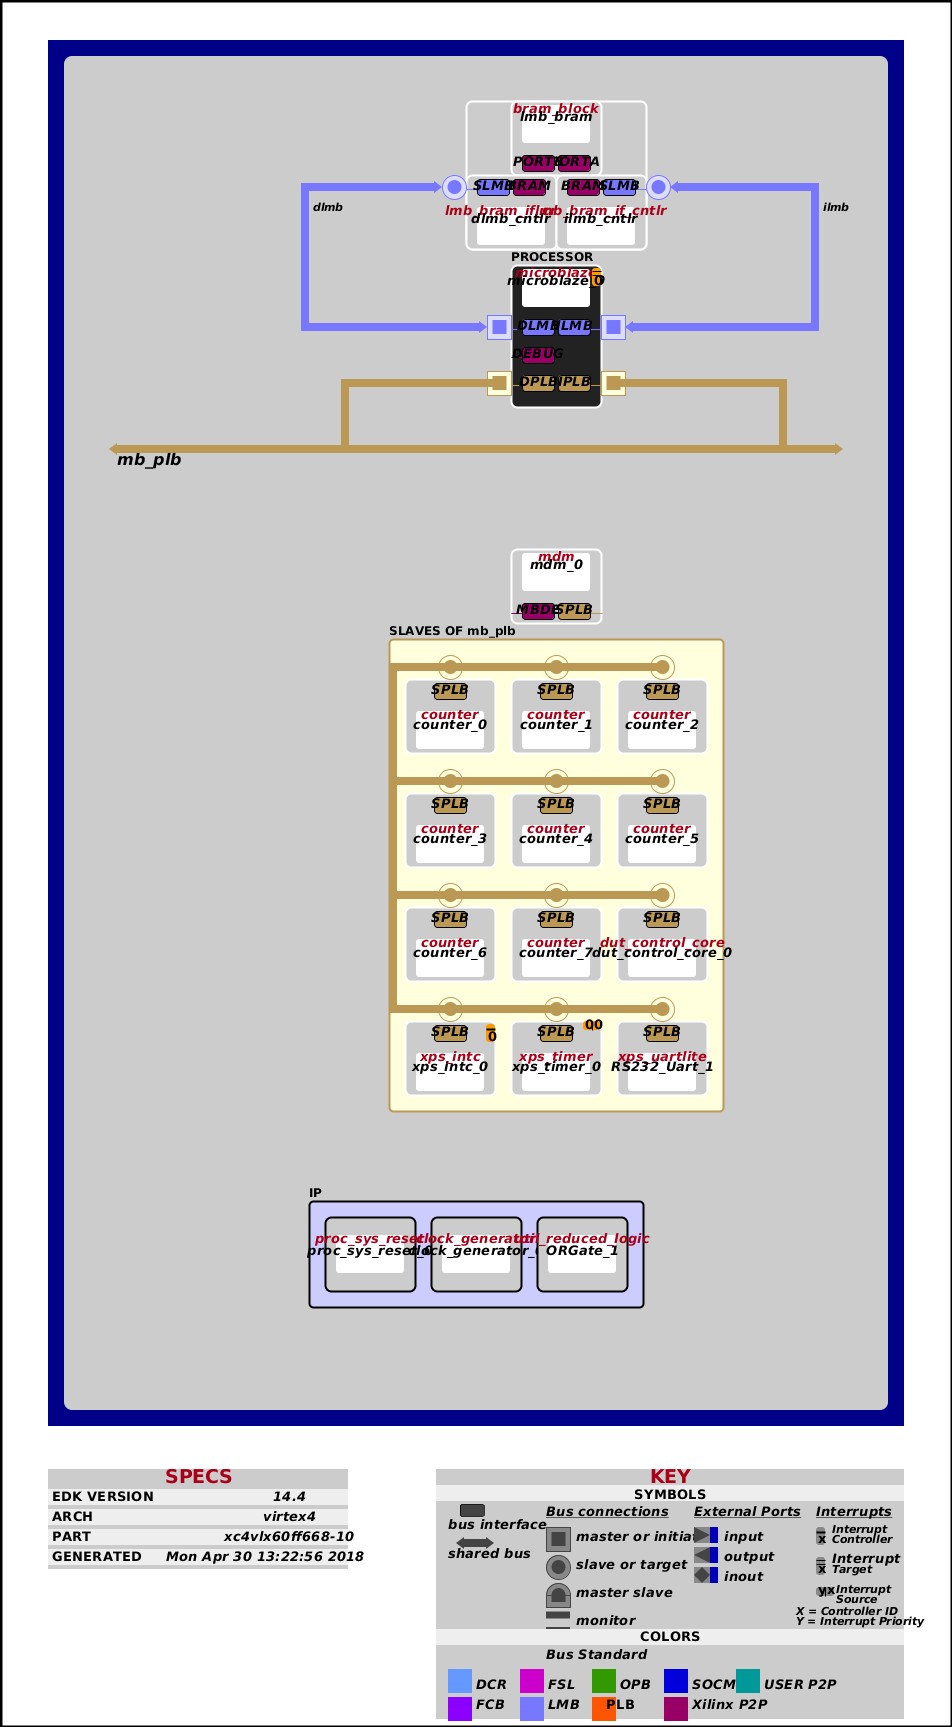 bram_block
lmb_bram
PORTB PORTA
SLMB BRAM BRAM SLMB
dlmb
ilmb
lmb_bram_if_cntlr lmb_bram_if_cntlr
dlmb_cntlr ilmb_cntlr
PROCESSOR
microblaze
microblaze_0
DLMB ILMB
DEBUG
DPLB IPLB
mb_plb
mdm
mdm_0
SPLB
SLAVES OF mb_plb
SPLB SPLB SPLB
counter counter counter
counter_0 counter_1 counter_2
SPLB SPLB SPLB
counter counter counter
counter_3 counter_4 counter_5
SPLB SPLB SPLB
counter counter dut_control_core
counter_6 counter_7 dut_control_core_0
0 00
SPLB SPLB SPLB
xps_intc xps_timer xps_uartlite
xps_intc_0 xps_timer_0 RS232_Uart_1
IP
proc_sys_reset clock_generator util_reduced_logic
proc_sys_reset_0 clock_generator_0 ORGate_1
SPECS
EDK VERSION 14.4
ARCH virtex4
PART xc4vlx60ff668-10
GENERATED Mon Apr 30 13:22:56 2018
KEY
SYMBOLS
bus interface
shared bus
Bus connections
master or initia
slave or target
master slave
monitor
External Ports
input
output
inout
Interrupts
x Interrupt
Controller
x Interrupt
Target
yx Interrupt
Source
X = Controller ID
Y = Interrupt Priority
COLORS
Bus Standard
DCR FSL OPB SOCM USER P2P
FCB LMB PLB Xilinx P2P